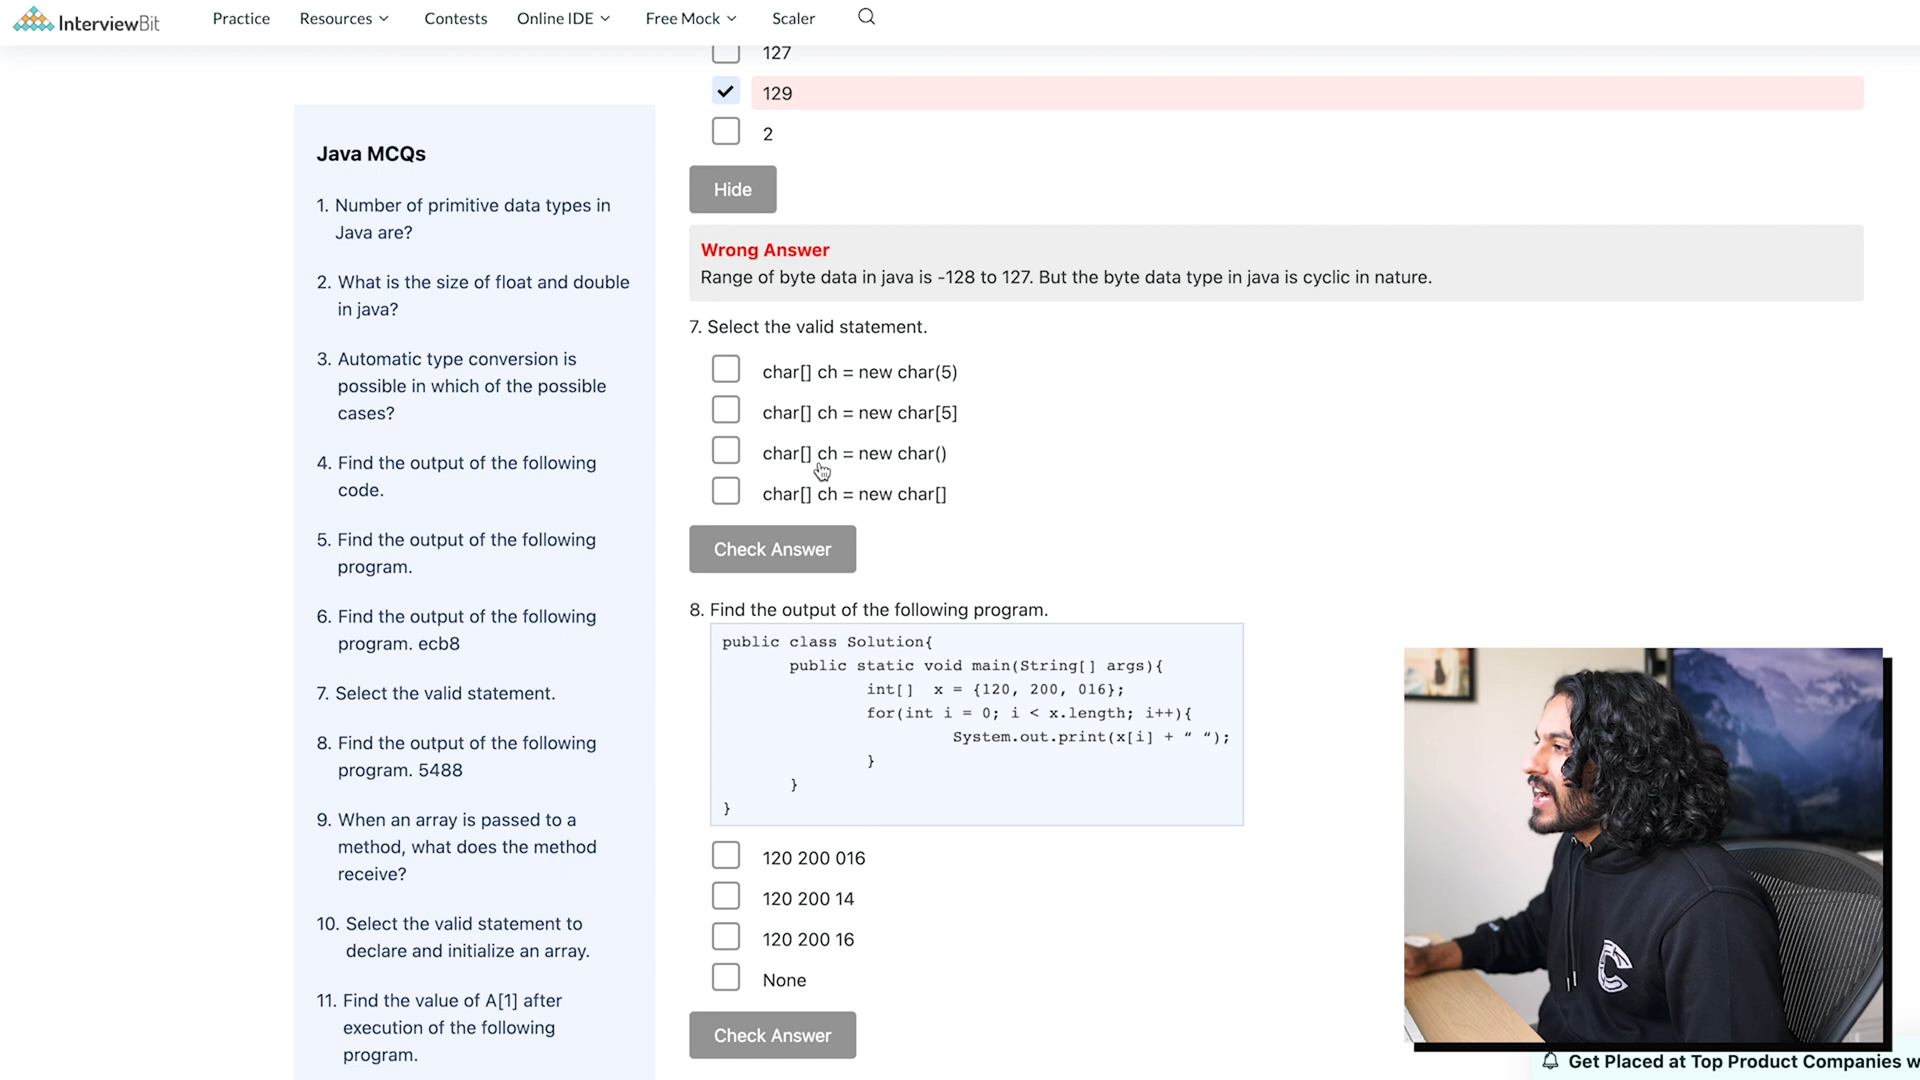 InterviewBit
Practice
Resources
Contests
Online IDE
Free Mock
Scaler
127
129
2
Hide
Wrong Answer
Range of byte data in java is -128 to 127. But the byte data type in java is cyclic in nature.
Java MCQs
1. Number of primitive data types in
Java are?
2. What is the size of float and double
in java?
3. Automatic type conversion is
possible in which of the possible
cases?
4. Find the output of the following
code.
5. Find the output of the following
program.
6. Find the output of the following
program. ecb8
7. Select the valid statement.
8. Find the output of the following
program. 5488
9. When an array is passed to a
method, what does the method
receive?
10. Select the valid statement to
declare and initialize an array.
11. Find the value of A[1] after
execution of the following
program.
7. Select the valid statement.
char[] ch = new char(5)
char[] ch = new char[5]
char[] ch = new char()
char[] ch = new char[]
Check Answer
8. Find the output of the following program.
public class Solution{
public static void main(String[] args){
int[]  x = {120, 200, 016};
for(int i = 0; i < x.length; i++){
System.out.print(x[i] + “ “);
}
}
}
120 200 016
120 200 14
120 200 16
None
Check Answer
Get Placed at Top Product Companies w